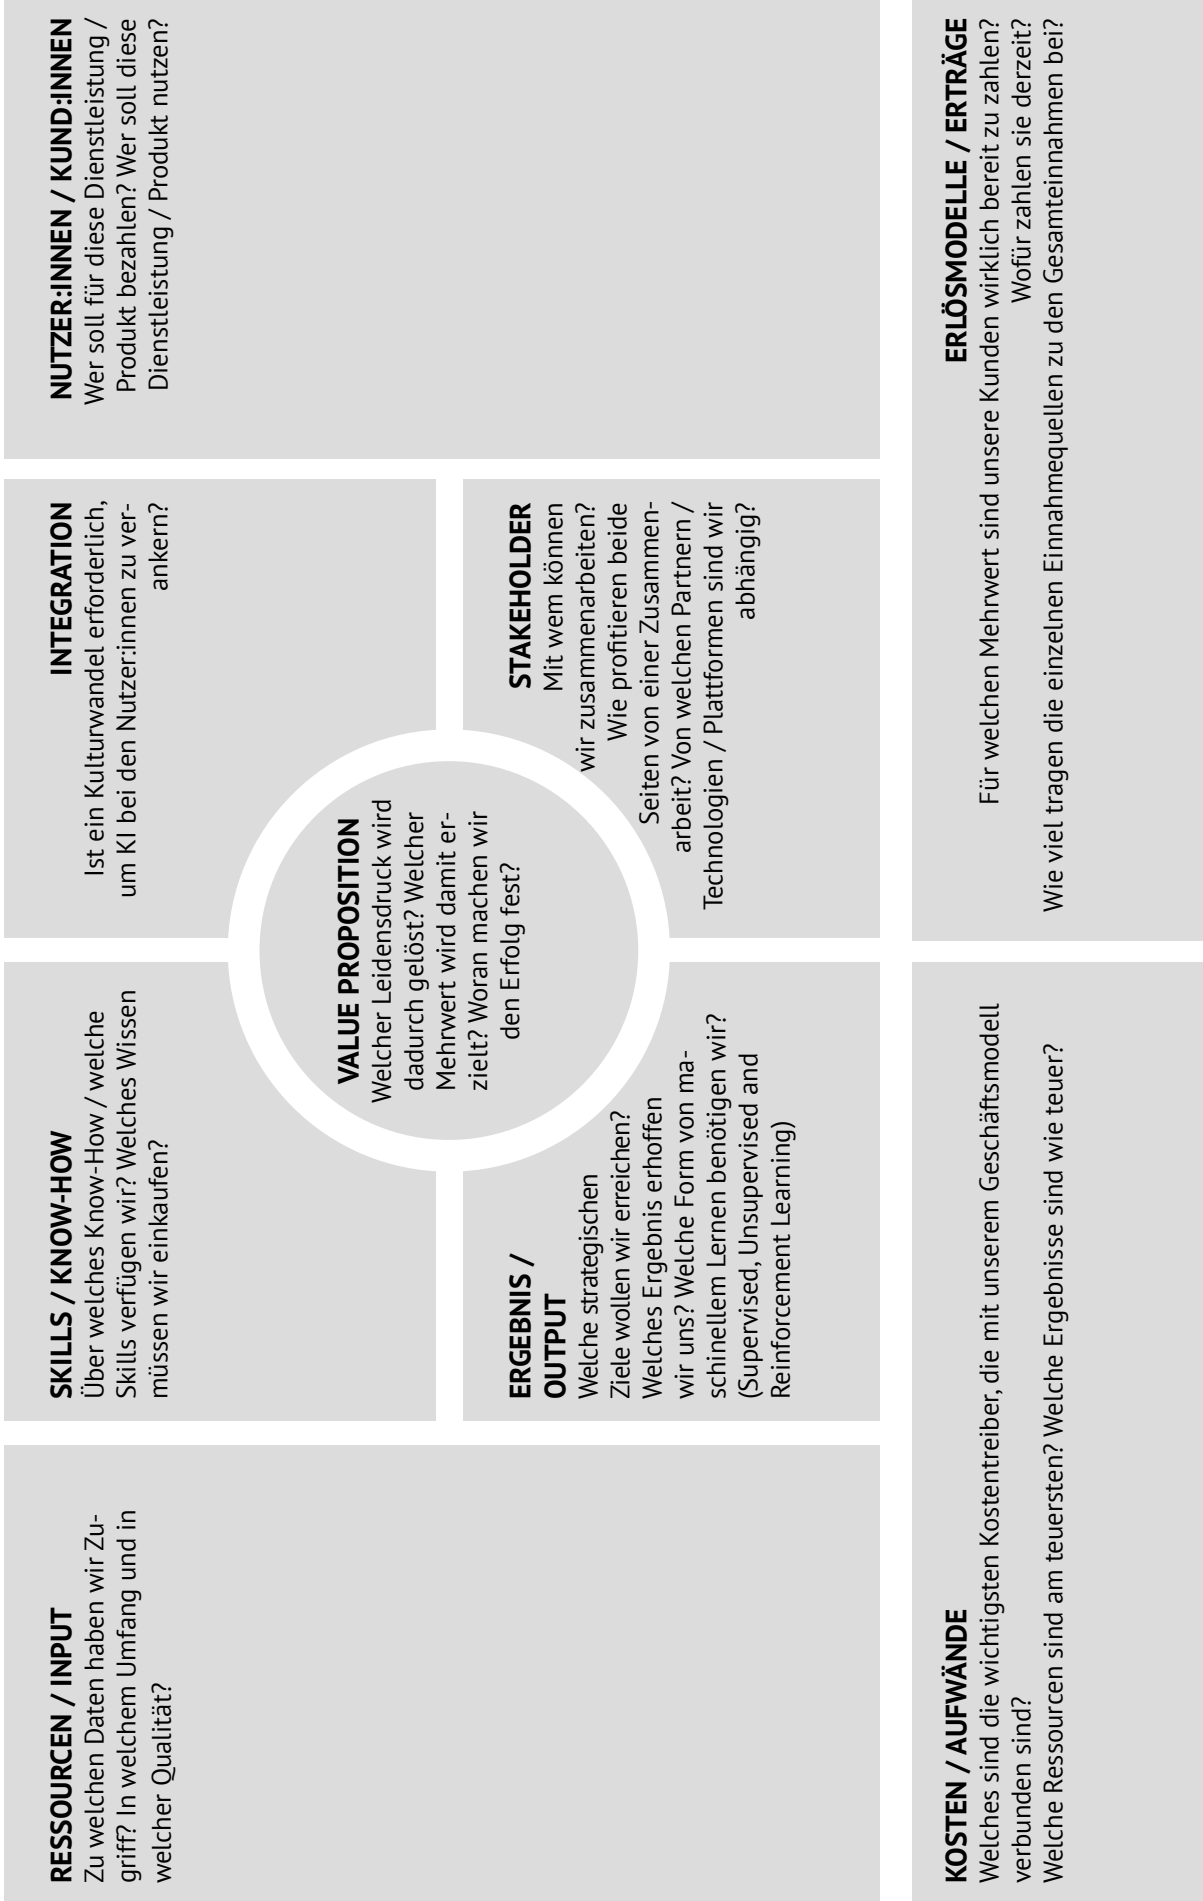 RESSOURCEN / INPUT
Zu welchen Daten haben wir Zu-
griff? In welchem Umfang und in
welcher Qualität?
SKILLS / KNOW-HOW
Über welches Know-How / welche
Skills verfügen wir? Welches Wissen
müssen wir einkaufen?
ERGEBNIS /
OUTPUT
Welche strategischen
Ziele wollen wir erreichen?
Welches Ergebnis erhoffen
wir uns? Welche Form von ma-
schinellem Lernen benötigen wir?
(Supervised, Unsupervised and
Reinforcement Learning)
VALUE PROPOSITION
Welcher Leidensdruck wird
dadurch gelöst? Welcher
Mehrwert wird damit er-
zielt? Woran machen wir
den Erfolg fest?
INTEGRATION
Ist ein Kulturwandel erforderlich,
um KI bei den Nutzer:innen zu ver-
ankern?
STAKEHOLDER
Mit wem können
wir zusammenarbeiten?
Wie profitieren beide
Seiten von einer Zusammen-
arbeit? Von welchen Partnern /
Technologien / Plattformen sind wir
abhängig?
NUTZER:INNEN / KUND:INNEN
Wer soll für diese Dienstleistung /
Produkt bezahlen? Wer soll diese
Dienstleistung / Produkt nutzen?
KOSTEN / AUFWÄNDE
Welches sind die wichtigsten Kostentreiber, die mit unserem Geschäftsmodell
verbunden sind?
Welche Ressourcen sind am teuersten? Welche Ergebnisse sind wie teuer?
ERLÖSMODELLE / ERTRÄGE
Für welchen Mehrwert sind unsere Kunden wirklich bereit zu zahlen?
Wofür zahlen sie derzeit?
Wie viel tragen die einzelnen Einnahmequellen zu den Gesamteinnahmen bei?